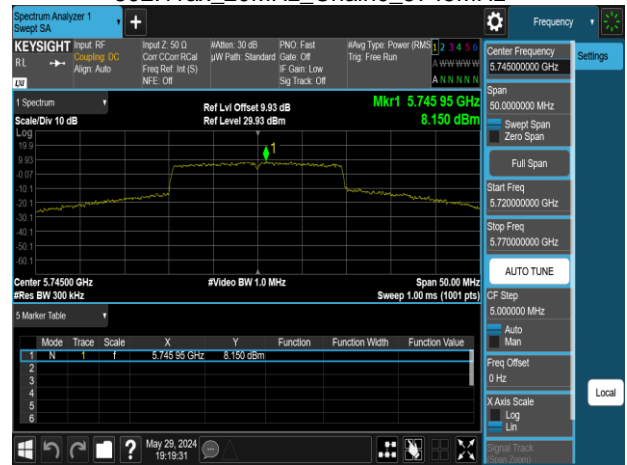 Spectrum Analyzer 1
Swept SA
Frequency
KEYSIGHT
RL
LXI
Input: RF
Coupling: DC
Align: Auto
Input Z: 50 Ω
Corr CCorr RCal
Freq Ref: Int (S)
NFE: Off
#Atten: 30 dB
µW Path: Standard
PNO: Fast
Gate: Off
IF Gain: Low
Sig Track: Off
#Avg Type: Power (RMS
Trig: Free Run
1 2 3 4 5 6
A W W W W W
A N N N N N
1 Spectrum
Scale/Div 10 dB
Ref Lvl Offset 9.93 dB
Ref Level 29.93 dBm
Mkr1 5.745 95 GHz
8.150 dBm
Log
19.9
9.93
-0.07
-10.1
-20.1
-30.1
-40.1
-50.1
-60.1
1
Center 5.74500 GHz
#Res BW 300 kHz
#Video BW 1.0 MHz
Span 50.00 MHz
Sweep 1.00 ms (1001 pts)
5 Marker Table
Mode Trace Scale X Y Function Function Width Function Value
1 N 1 f 5.745 95 GHz 8.150 dBm
2
3
4
5
6
May 29, 2024
19:19:31
Center Frequency
5.745000000 GHz
Settings
Span
50.0000000 MHz
Swept Span
Zero Span
Full Span
Start Freq
5.720000000 GHz
Stop Freq
5.770000000 GHz
AUTO TUNE
CF Step
5.000000 MHz
Auto
Man
Freq Offset
0 Hz
X Axis Scale
Log
Lin
Local
Signal Track
(Span Zoom)